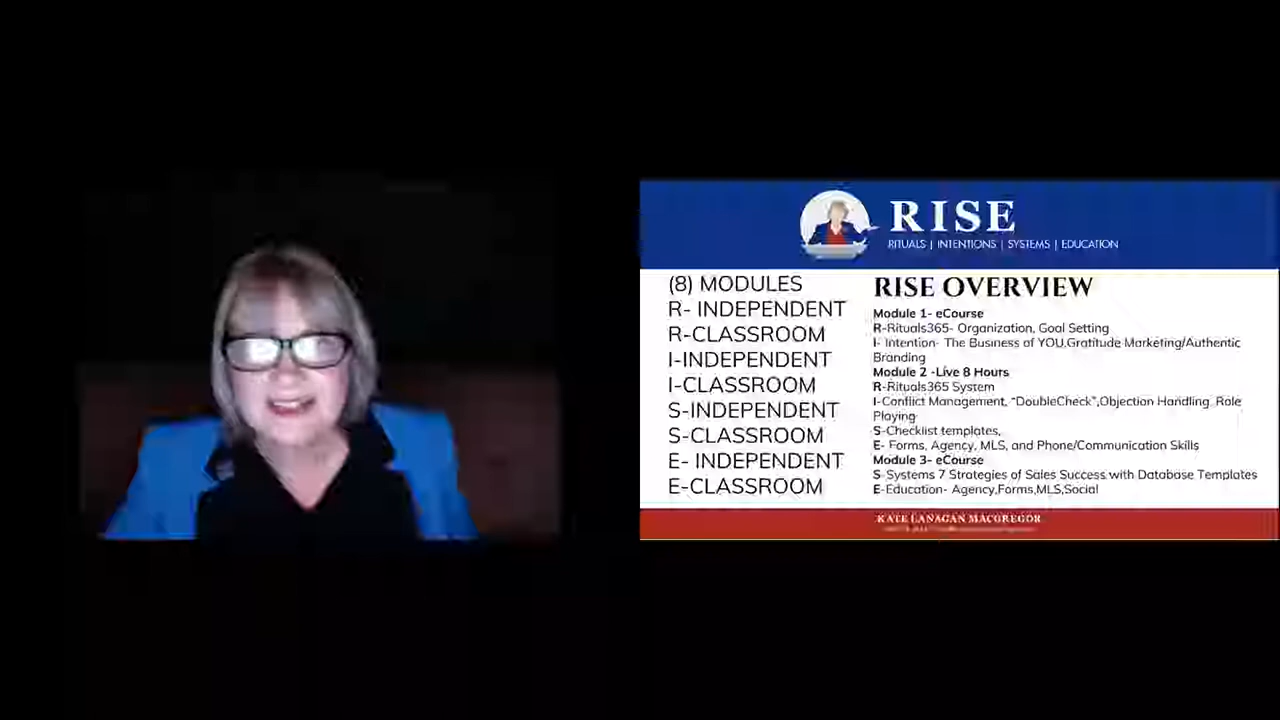 RISE
RITUALS | INTENTIONS | SYSTEMS | EDUCATION
(8) MODULES
R- INDEPENDENT
R-CLASSROOM
I-INDEPENDENT
I-CLASSROOM
S-INDEPENDENT
S-CLASSROOM
E- INDEPENDENT
E-CLASSROOM
RISE OVERVIEW
Module 1- eCourse
R-Rituals365- Organization, Goal Setting
I- Intention- The Business of YOU,Gratitude Marketing/Authentic
Branding
Module 2 -Live 8 Hours
R-Rituals365 System
I-Conflict Management, "DoubleCheck",Objection Handling, Role
Playing
S-Checklist templates,
E- Forms, Agency, MLS, and Phone/Communication Skills
Module 3- eCourse
S-Systems 7 Strategies of Sales Success with Database Templates
E-Education- Agency,Forms,MLS,Social
KATE LANAGAN MACGREGOR